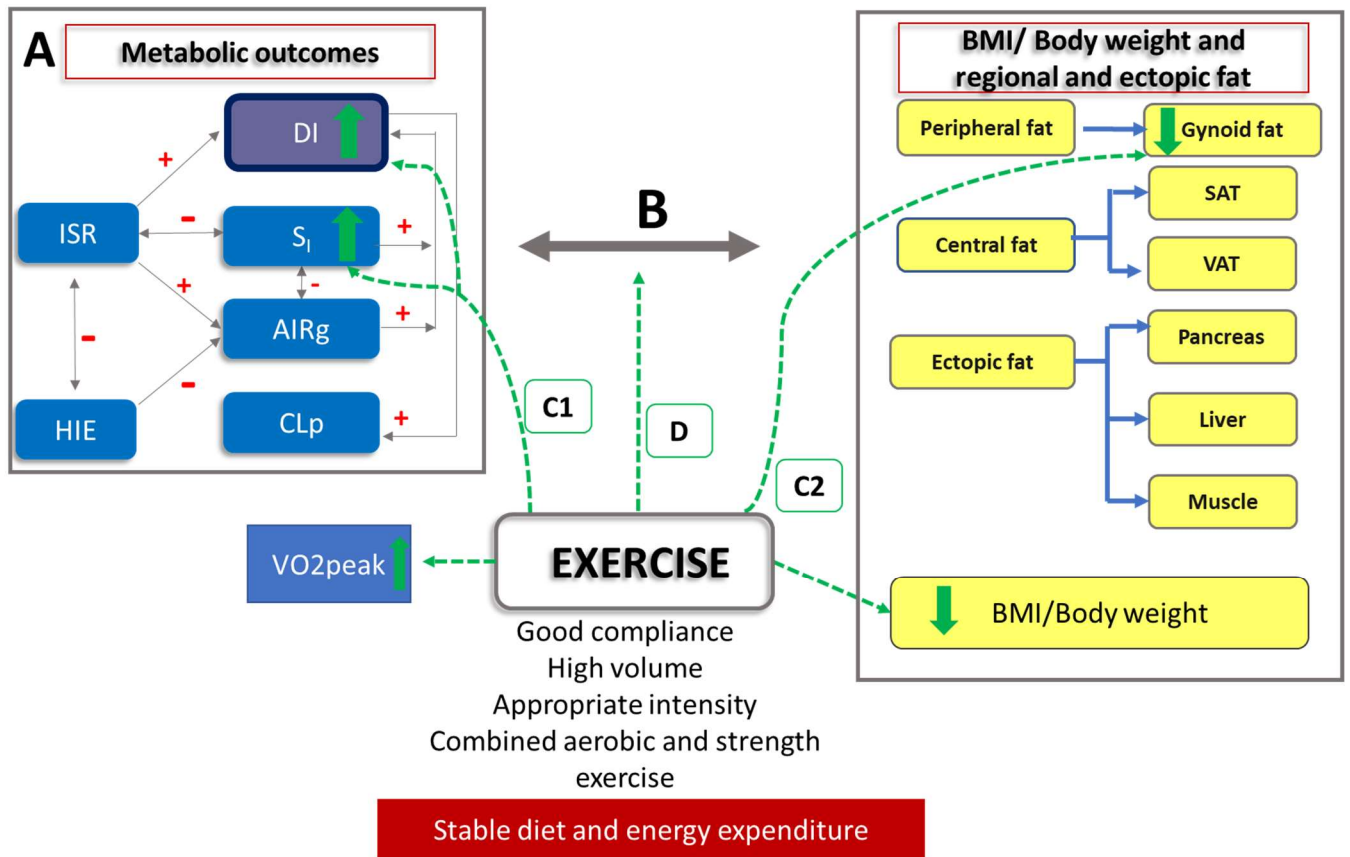 A
Metabolic outcomes
DI
+
ISR
-
SI
+
+
-
AIRg
+
-
-
HIE
CLp
+
B
C1
D
C2
BMI/ Body weight and
regional and ectopic fat
Peripheral fat
Gynoid fat
SAT
Central fat
VAT
Pancreas
Ectopic fat
Liver
Muscle
BMI/Body weight
VO2peak
EXERCISE
Good compliance
High volume
Appropriate intensity
Combined aerobic and strength
exercise
Stable diet and energy expenditure